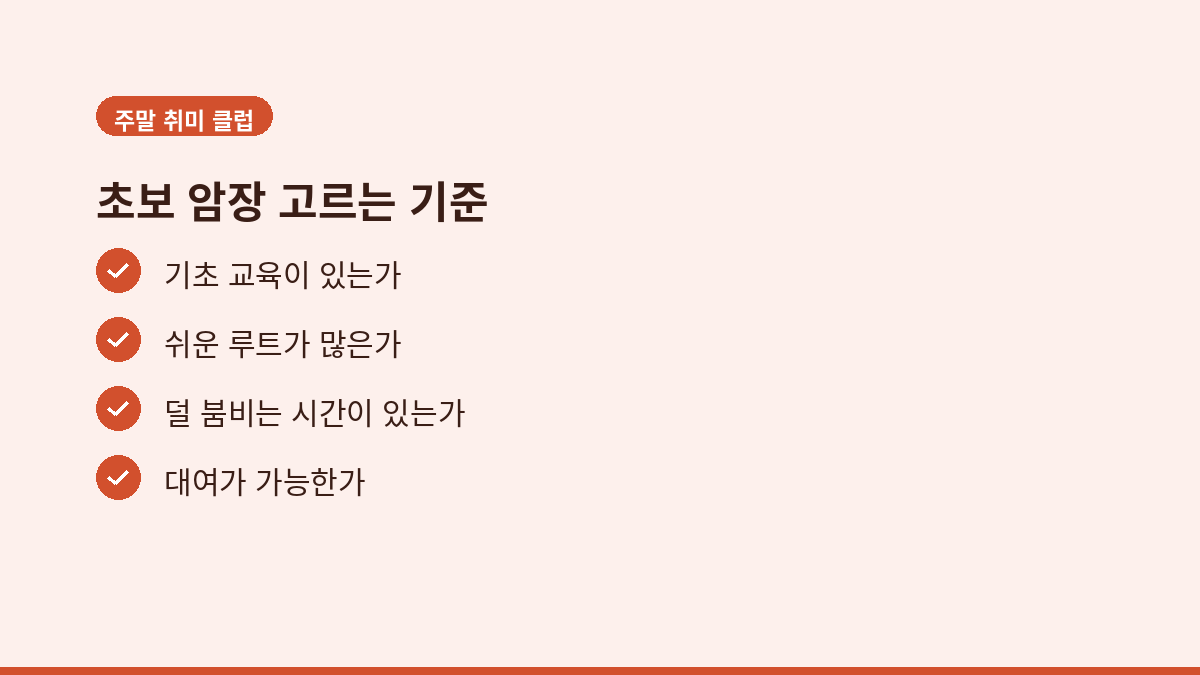 주말 취미 클럽
초보 암장 고르는 기준
기초 교육이 있는가
쉬운 루트가 많은가
덜 붐비는 시간이 있는가
대여가 가능한가